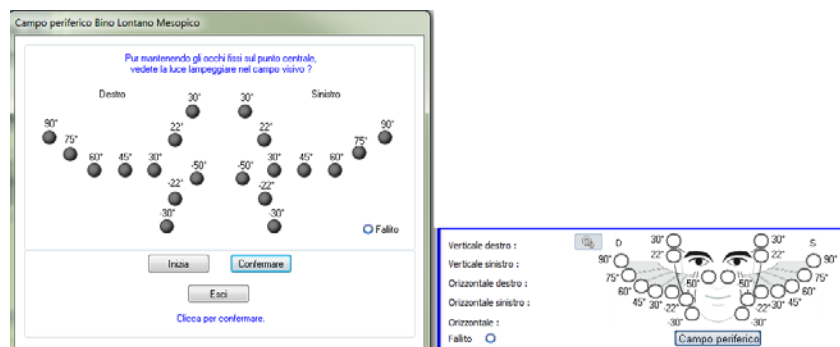 Campo periferico Bino Lontano Mesopico
Pur mantenendo gli occhi fissi sul punto centrale,
vedete la luce lampeggiare nel campo visivo ?
Destro
Sinistro
30° 30°
90° 75° 22° 22° 75° 90°
60° 45° 30° -50° -50° 30° 45° 60°
-22° -22°
-30° -30°
Fallito
Inizia
Confermare
Esci
Clicca per confermare.
Verticale destro :
Verticale sinistro :
Orizzontale destro :
Orizzontale sinistro :
Orizzontale :
Fallito
D 30° 30° S
90° 22° 22° 90°
75° -50° -50° 75°
60° 45° 30° -22° -22° 30° 45° 60°
-30° -30°
Campo periferico